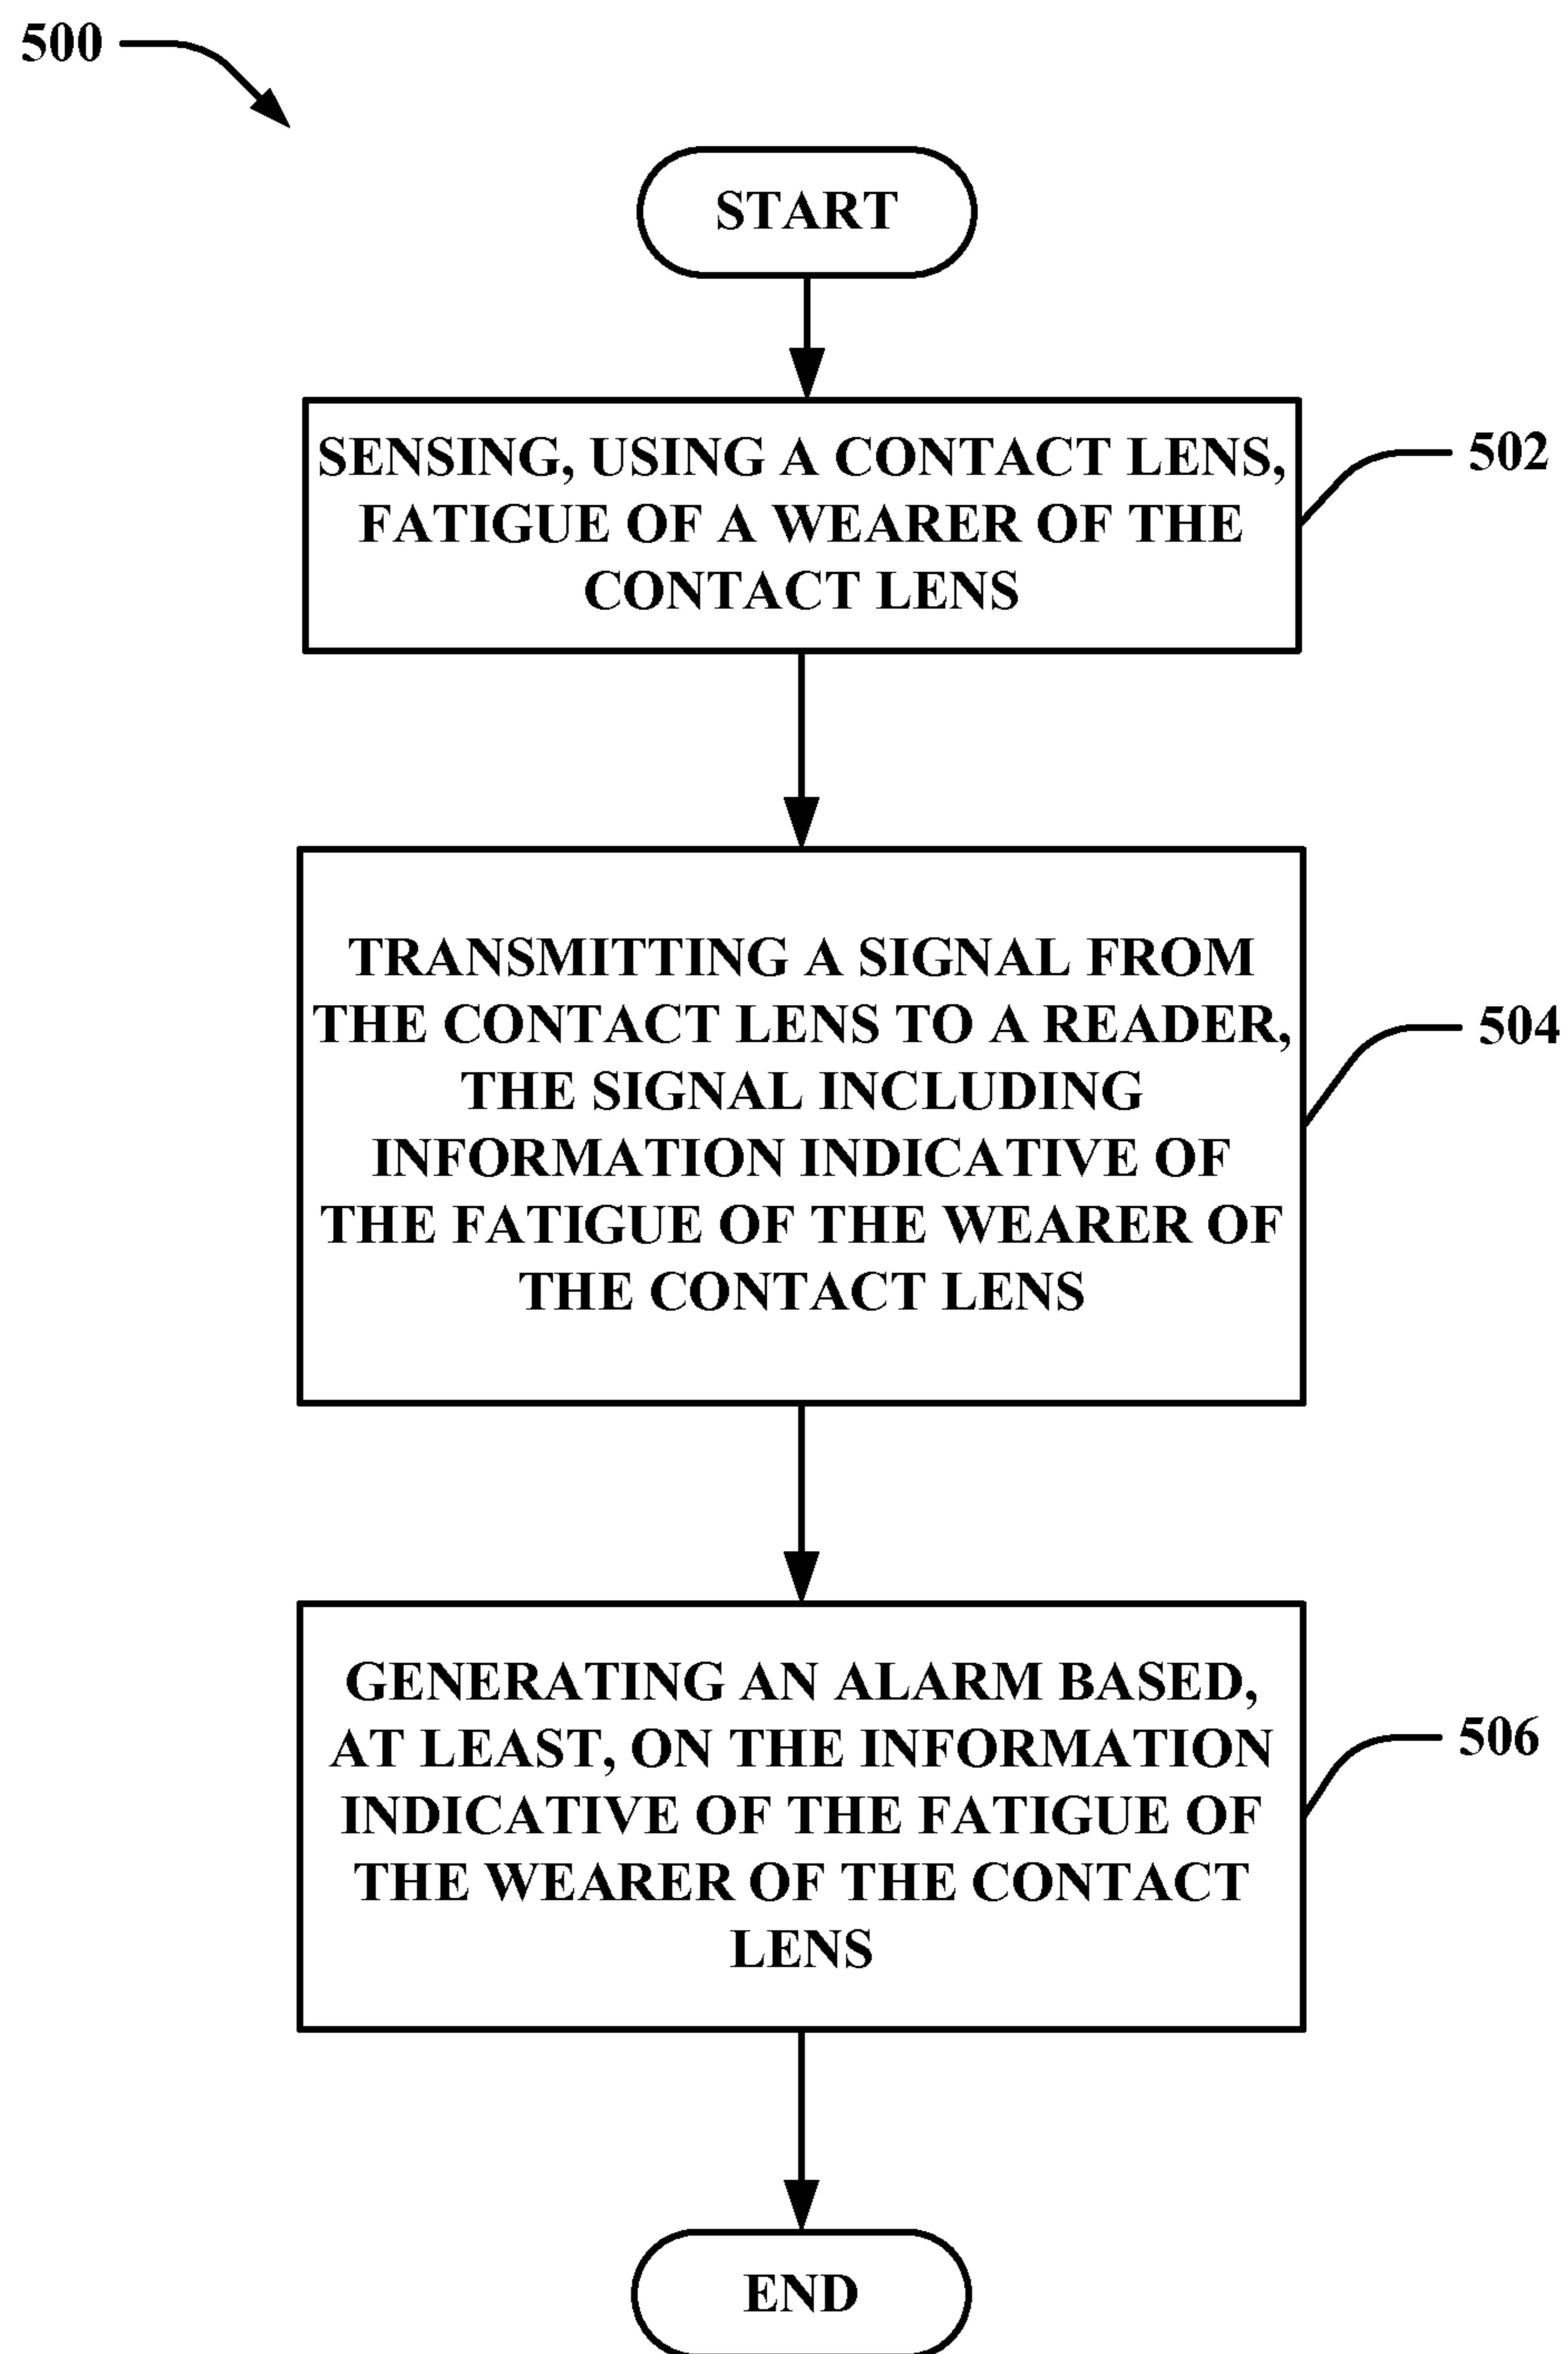 500
START
SENSING, USING A CONTACT LENS,
FATIGUE OF A WEARER OF THE
CONTACT LENS
502
TRANSMITTING A SIGNAL FROM
THE CONTACT LENS TO A READER,
THE SIGNAL INCLUDING
INFORMATION INDICATIVE OF
THE FATIGUE OF THE WEARER OF
THE CONTACT LENS
504
GENERATING AN ALARM BASED,
AT LEAST, ON THE INFORMATION
INDICATIVE OF THE FATIGUE OF
THE WEARER OF THE CONTACT
LENS
506
END